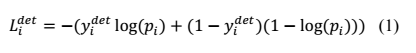 $L_i^{det} = -(y_i^{det} \log(p_i) + (1 - y_i^{det})(1 - \log(p_i)))$ (1)